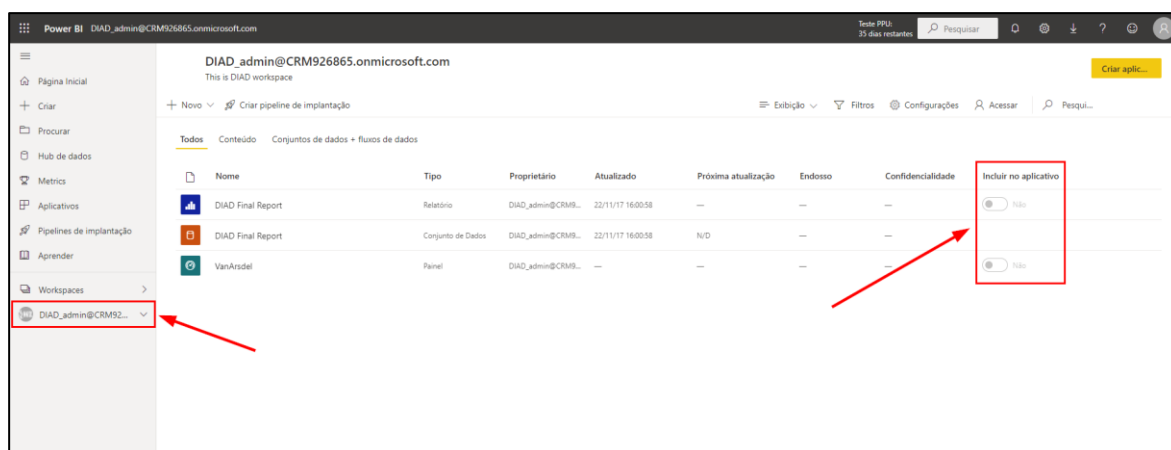 Power BI DIAD_admin@CRM926865.onmicrosoft.com
Teste PPU:
35 dias restantes
Pesquisar
DIAD_admin@CRM926865.onmicrosoft.com
This is DIAD workspace
Criar aplic...
Página Inicial
Criar
Procurar
Hub de dados
Metrics
Aplicativos
Pipelines de implantação
Aprender
Workspaces
DIAD_admin@CRM92...
Novo Criar pipeline de implantação Exibição Filtros Configurações Acessar Pesqui...
Todos Conteúdo Conjuntos de dados + fluxos de dados
Nome Tipo Proprietário Atualizado Próxima atualização Endosso Confidencialidade Incluir no aplicativo
DIAD Final Report Relatório DIAD_admin@CRM9... 22/11/17 16:00:58 — — — Não
DIAD Final Report Conjunto de Dados DIAD_admin@CRM9... 22/11/17 16:00:58 N/D — —
VanArsdel Painel DIAD_admin@CRM9... — — — — Não